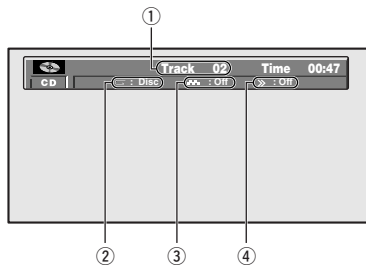 ①
Track 02 Time 00:47
CD : Disc : Off : Off
② ③ ④